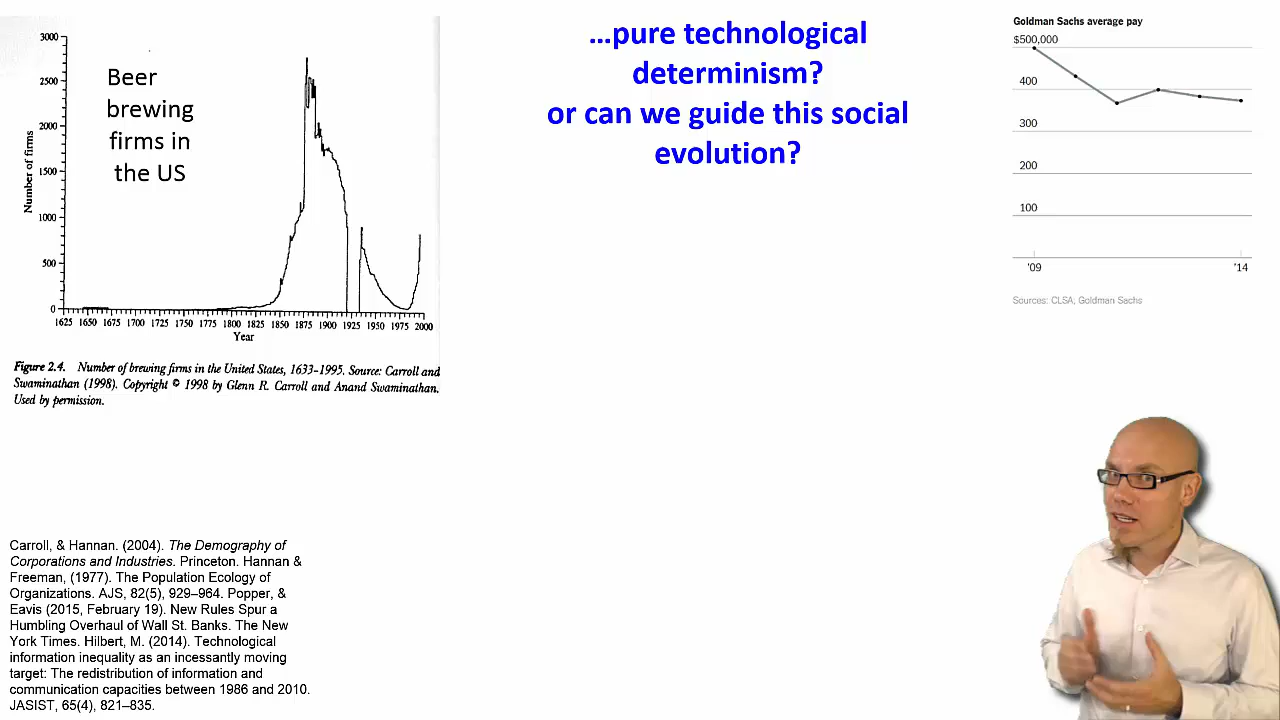 3000
2500
2000
1500
1000
500
0
Number of firms
Beer
brewing
firms in
the US
1625 1650 1675 1700 1725 1750 1775 1800 1825 1850 1875 1900 1925 1950 1975 2000
Year
Figure 2.4. Number of brewing firms in the United States, 1633–1995. Source: Carroll and
Swaminathan (1998). Copyright © 1998 by Glenn R. Carroll and Anand Swaminathan.
Used by permission.
...pure technological
determinism?
or can we guide this social
evolution?
Goldman Sachs average pay
$500,000
400
300
200
100
'09 '14
Sources: CLSA; Goldman Sachs
Carroll, & Hannan. (2004). The Demography of
Corporations and Industries. Princeton. Hannan &
Freeman, (1977). The Population Ecology of
Organizations. AJS, 82(5), 929–964. Popper, &
Eavis (2015, February 19). New Rules Spur a
Humbling Overhaul of Wall St. Banks. The New
York Times. Hilbert, M. (2014). Technological
information inequality as an incessantly moving
target: The redistribution of information and
communication capacities between 1986 and 2010.
JASIST, 65(4), 821–835.